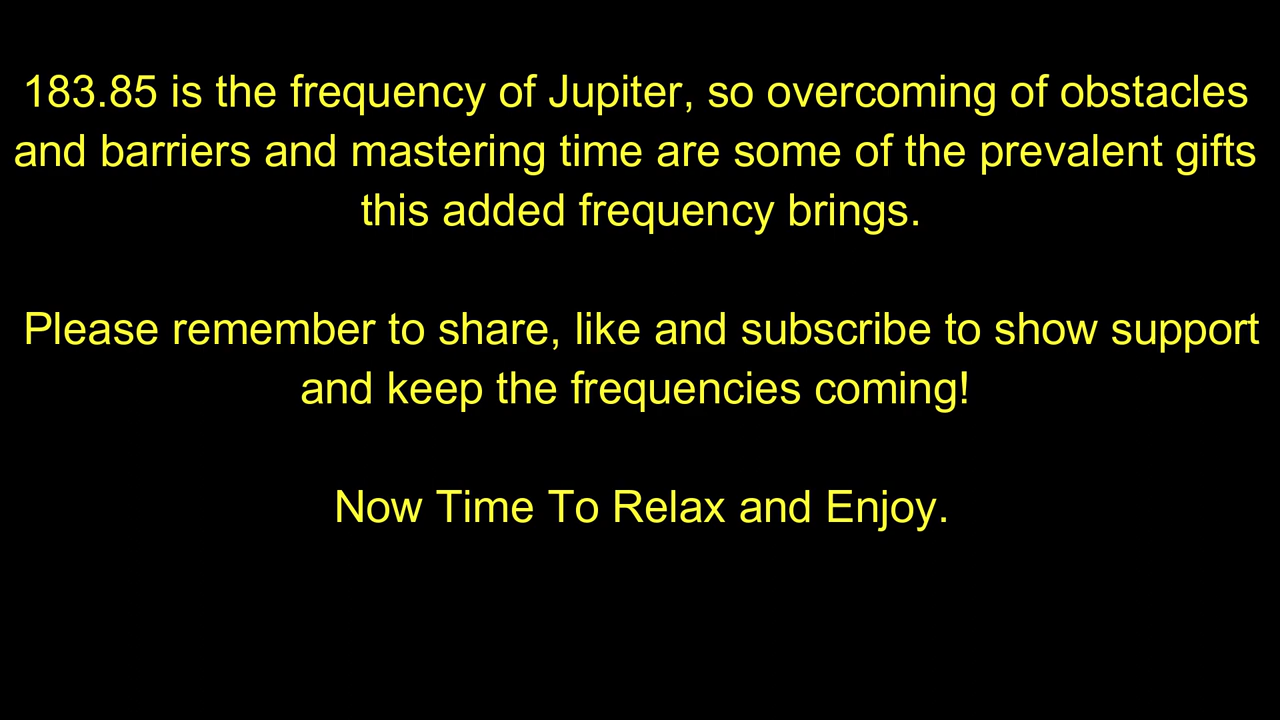 183.85 is the frequency of Jupiter, so overcoming of obstacles
and barriers and mastering time are some of the prevalent gifts
this added frequency brings.
Please remember to share, like and subscribe to show support
and keep the frequencies coming!
Now Time To Relax and Enjoy.